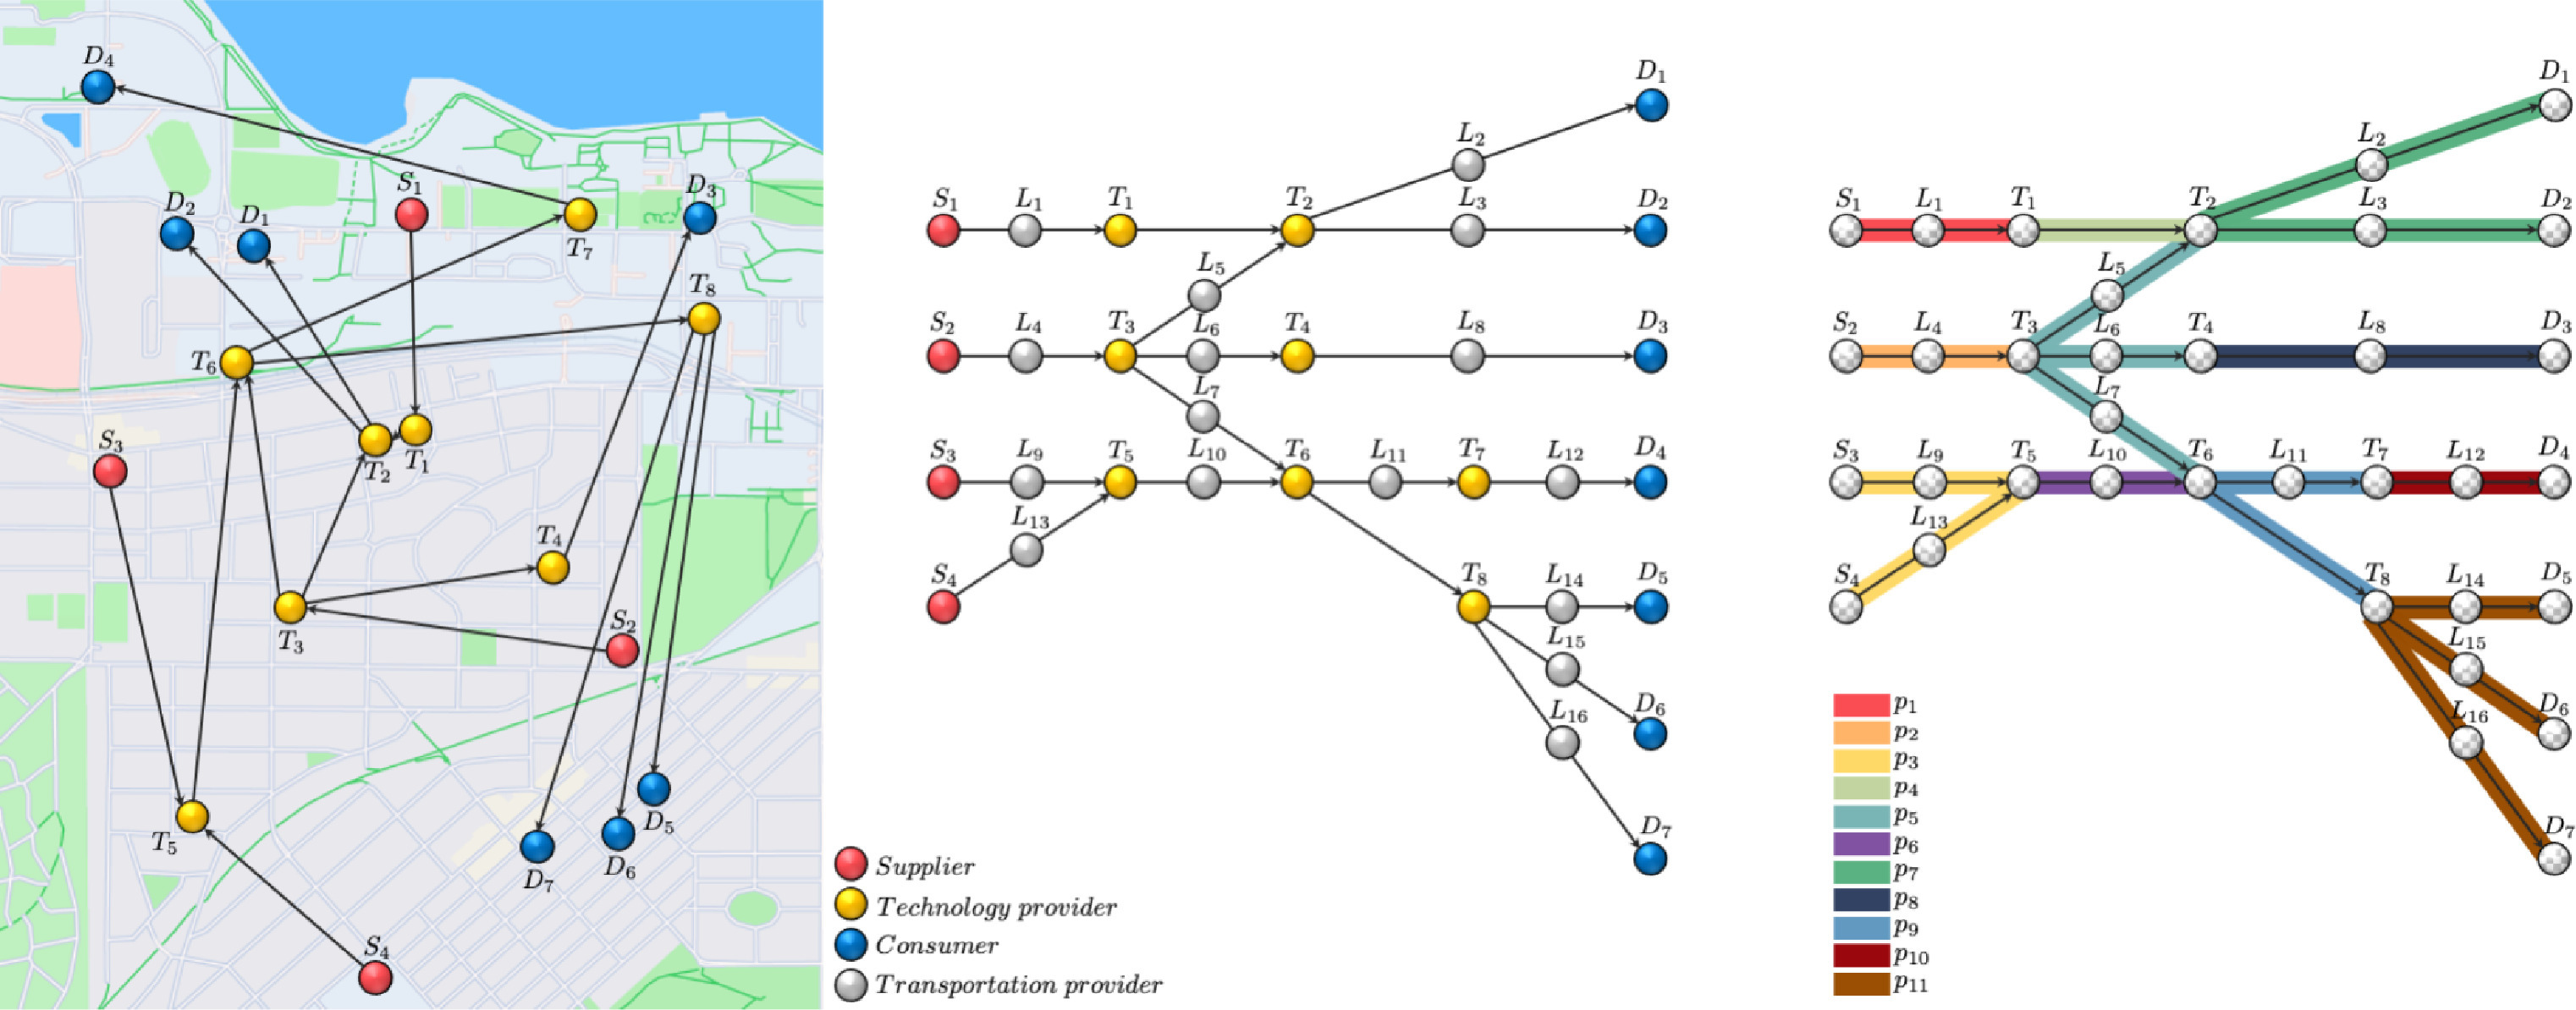 D₄
S₁
D₃
D₂
D₁
T₇
T₈
T₆
S₃
T₂
T₁
T₄
S₂
T₃
T₅
D₅
D₆
D₇
S₄
D₁
L₂
S₁ L₁ T₁ T₂ L₃ D₂
L₅
S₂ L₄ T₃ L₆ T₄ L₈ D₃
L₇
S₃ L₉ T₅ L₁₀ T₆ L₁₁ T₇ L₁₂ D₄
L₁₃
S₄ T₈ L₁₄ D₅
L₁₅
L₁₆ D₆
D₇
Supplier
Technology provider
Consumer
Transportation provider
D₁
L₂
S₁ L₁ T₁ T₂ L₃ D₂
L₅
S₂ L₄ T₃ L₆ T₄ L₈ D₃
L₇
S₃ L₉ T₅ L₁₀ T₆ L₁₁ T₇ L₁₂ D₄
L₁₃
S₄ T₈ L₁₄ D₅
L₁₅
L₁₆ D₆
D₇
p₁
p₂
p₃
p₄
p₅
p₆
p₇
p₈
p₉
p₁₀
p₁₁